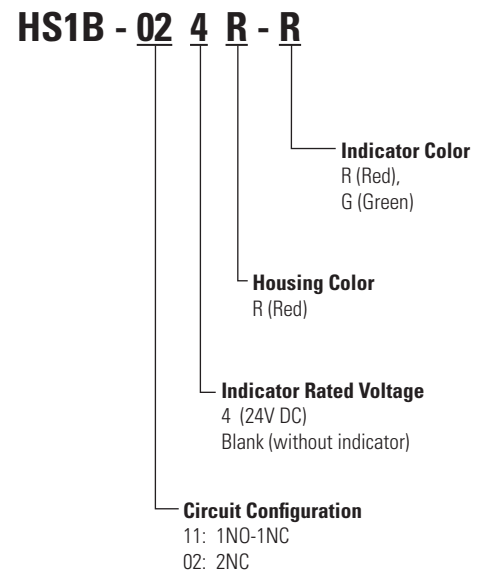 HS1B - 02 4 R - R
Indicator Color
R (Red),
G (Green)
Housing Color
R (Red)
Indicator Rated Voltage
4 (24V DC)
Blank (without indicator)
Circuit Configuration
11: 1NO-1NC
02: 2NC